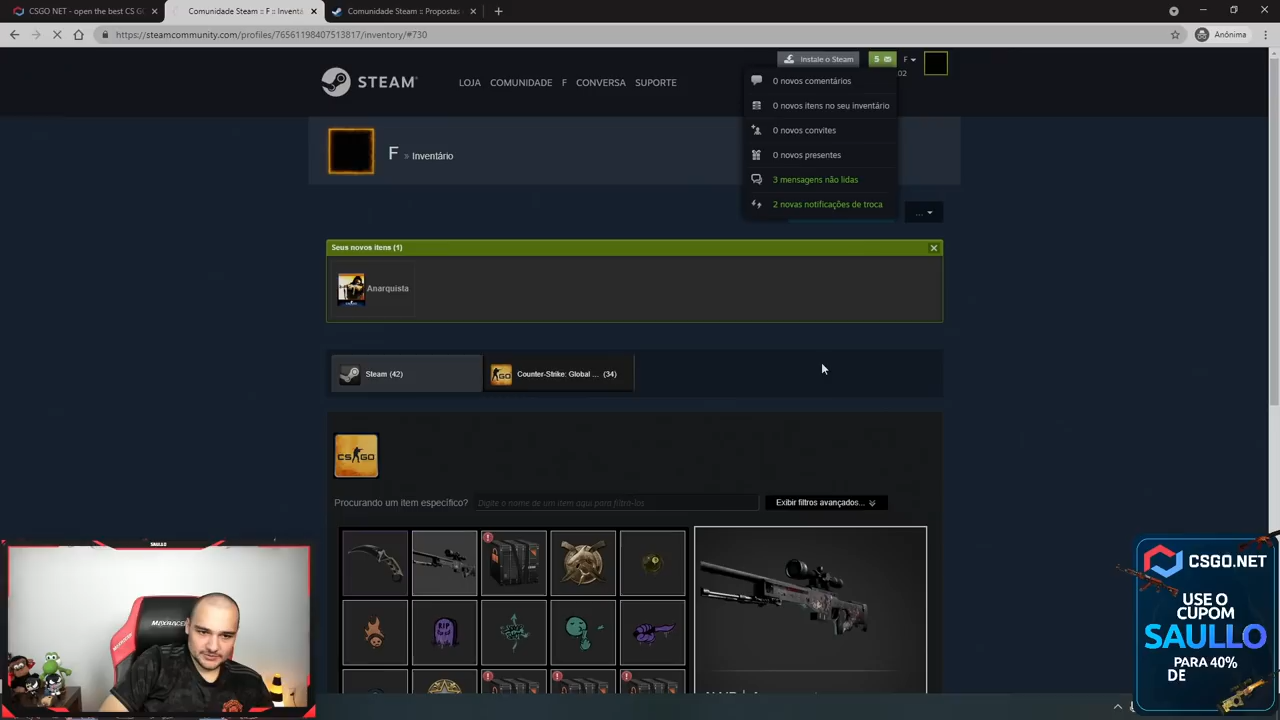 CSGO NET - open the best CS G
Comunidade Steam :: F :: Inventá
Comunidade Steam :: Propostas
https://steamcommunity.com/profiles/76561198407513817/inventory/#730
Anônima
STEAM
LOJA COMUNIDADE F CONVERSA SUPORTE
Instale o Steam
5
F
02
0 novos comentários
0 novos itens no seu inventário
0 novos convites
0 novos presentes
3 mensagens não lidas
2 novas notificações de troca
F » Inventário
...
Seus novos itens (1)
Anarquista
Steam (42)
Counter-Strike: Global ... (34)
CS GO
Procurando um item específico?
Digite o nome de um item aqui para filtrá-los
Exibir filtros avançados...
SAULLO
MAXRACER
CSGO.NET
USE O
CUPOM
SAULLO
PARA 40%
DE